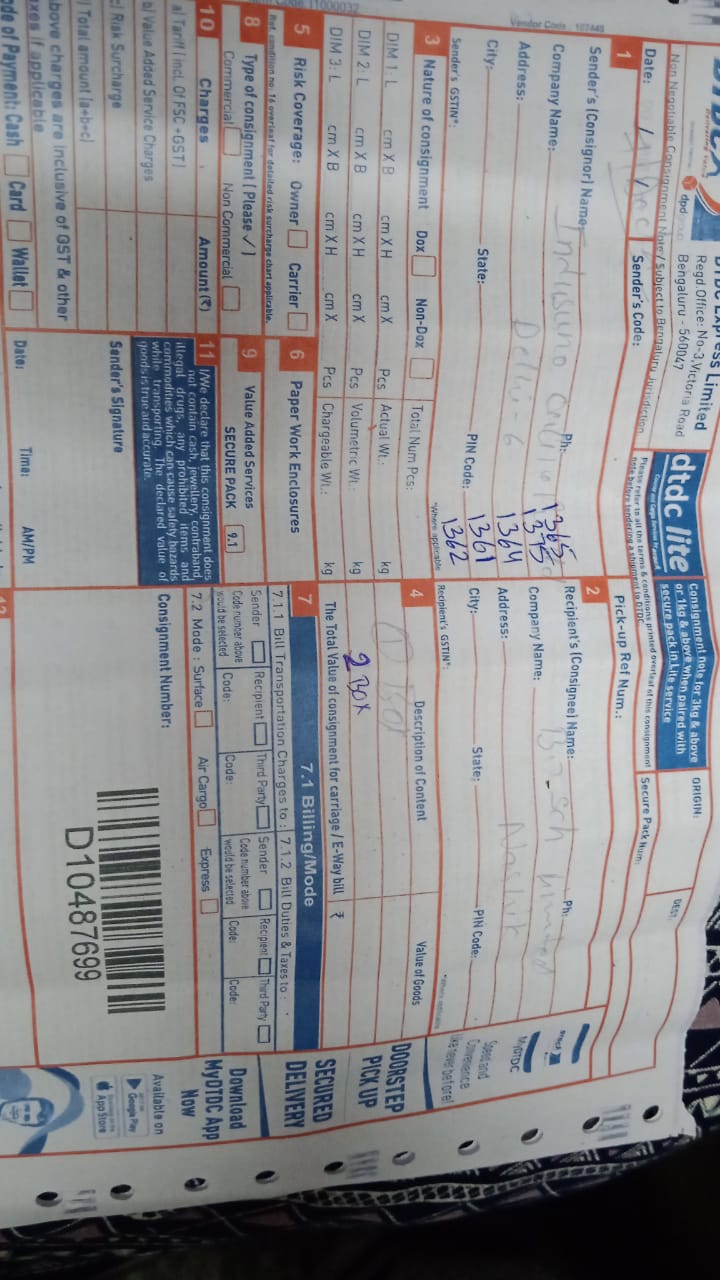 DTDC EXPRESS Limited
Regd.Office: No-3,Victoria Road
Bengaluru - 560047
dpdgroup
dtdc lite
Consignment note for 3kg & above
or 1kg & above when paired with
secure pack in Lite service
ORIGIN:
DEST:
Non Negotiable Consignment Note / Subject to Bengaluru Jurisdiction
Please refer to all the terms & conditions printed overleaf of this consignment
note before tendering a shipment to DTDC
Date:
Sender's Code:
Pick-up Ref Num.:
Secure Pack Num:
1
Sender's (Consignor) Name:
Ph:
1365
Company Name:
1375
Address:
Delhi-6
1364
City:
State:
PIN Code:
1361
1362
Sender's GSTIN*:
*Where applicable
Vendor Code : 107445
2
Recipient's (Consignee) Name:
Ph:
Company Name:
Limited
Address:
Nashik
City:
State:
PIN Code:
Recipient's GSTIN*:
*Where applicable
3 Nature of consignment Dox Non-Dox Total Num Pcs:
DIM 1: L cm X B cm X H cm X Pcs Actual Wt.: kg
DIM 2: L cm X B cm X H cm X Pcs Volumetric Wt.: kg
DIM 3: L cm X B cm X H cm X Pcs Chargeable Wt.: kg
4 Description of Content Value of Goods
2 Box
The Total Value of consignment for carriage / E-Way bill ₹
5 Risk Coverage: Owner Carrier
Ref. condition no. 16 overleaf for detailed risk surcharge chart applicable.
6 Paper Work Enclosures
7 7.1 Billing/Mode
7.1.1 Bill Transportation Charges to : 7.1.2 Bill Duties & Taxes to :
Sender Recipient Third Party Sender Recipient Third Party
Code number above would be selected Code: Code: Code number above would be selected Code: Code:
7.2 Mode : Surface Air Cargo Express
8 Type of consignment (Please ✓)
Commercial Non Commercial
9 Value Added Services
SECURE PACK 9.1
10 Charges Amount (₹)
a) Tariff (incl. Of FSC +GST)
b) Value Added Service Charges
c) Risk Surcharge
) Total amount (a+b+c)
above charges are inclusive of GST & other
axes if applicable
ode of Payment: Cash Card Wallet
11 I/We declare that this consignment does
not contain cash, jewellery, contraband,
illegal drugs, any prohibited items and
commodities which can cause safety hazards
while transporting. The declared value of
goods is true and accurate.
Sender's Signature
Date: Time: AM/PM
Consignment Number:
D10487699
12
MyDTDC
Speed and
Convenience
like never before!
DOORSTEP
PICK UP
SECURED
DELIVERY
Download
MyDTDC App
Now
Available on
Google Play
App Store